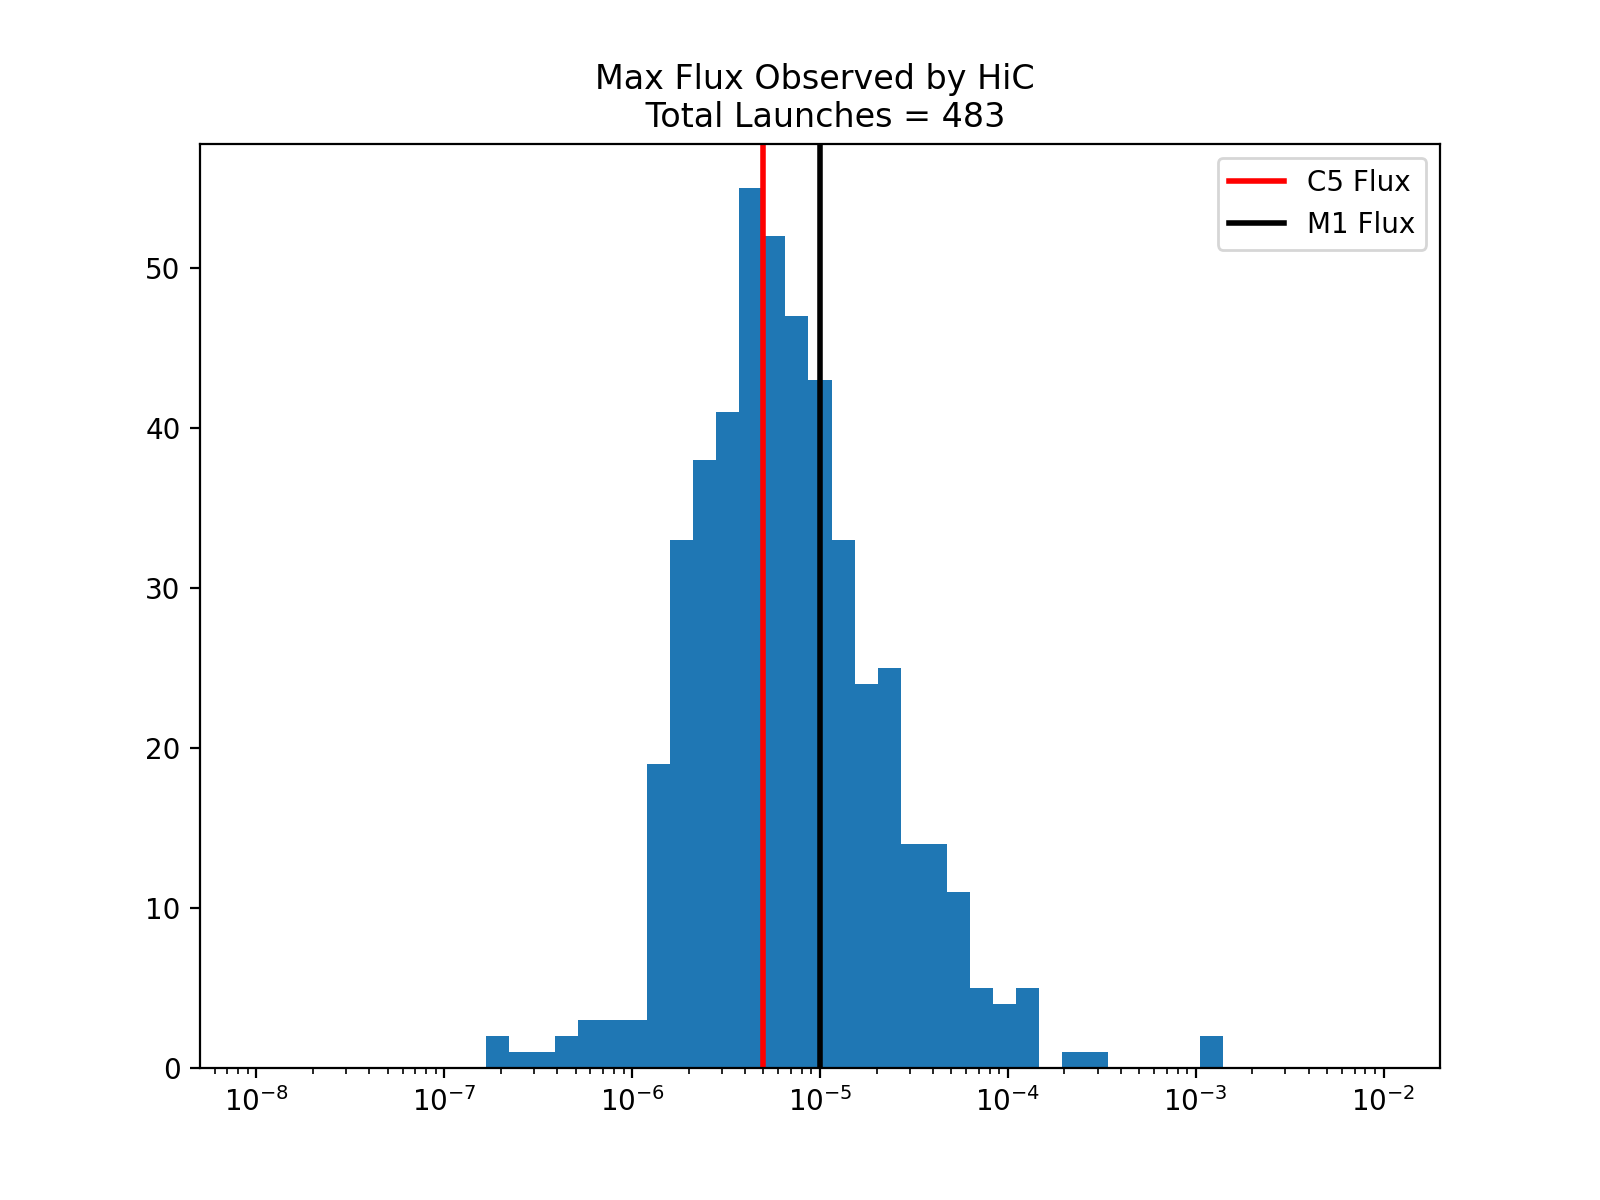 Max Flux Observed by HiC
Total Launches = 483
C5 Flux
M1 Flux
50
40
30
20
10
0
10⁻⁸ 10⁻⁷ 10⁻⁶ 10⁻⁵ 10⁻⁴ 10⁻³ 10⁻²